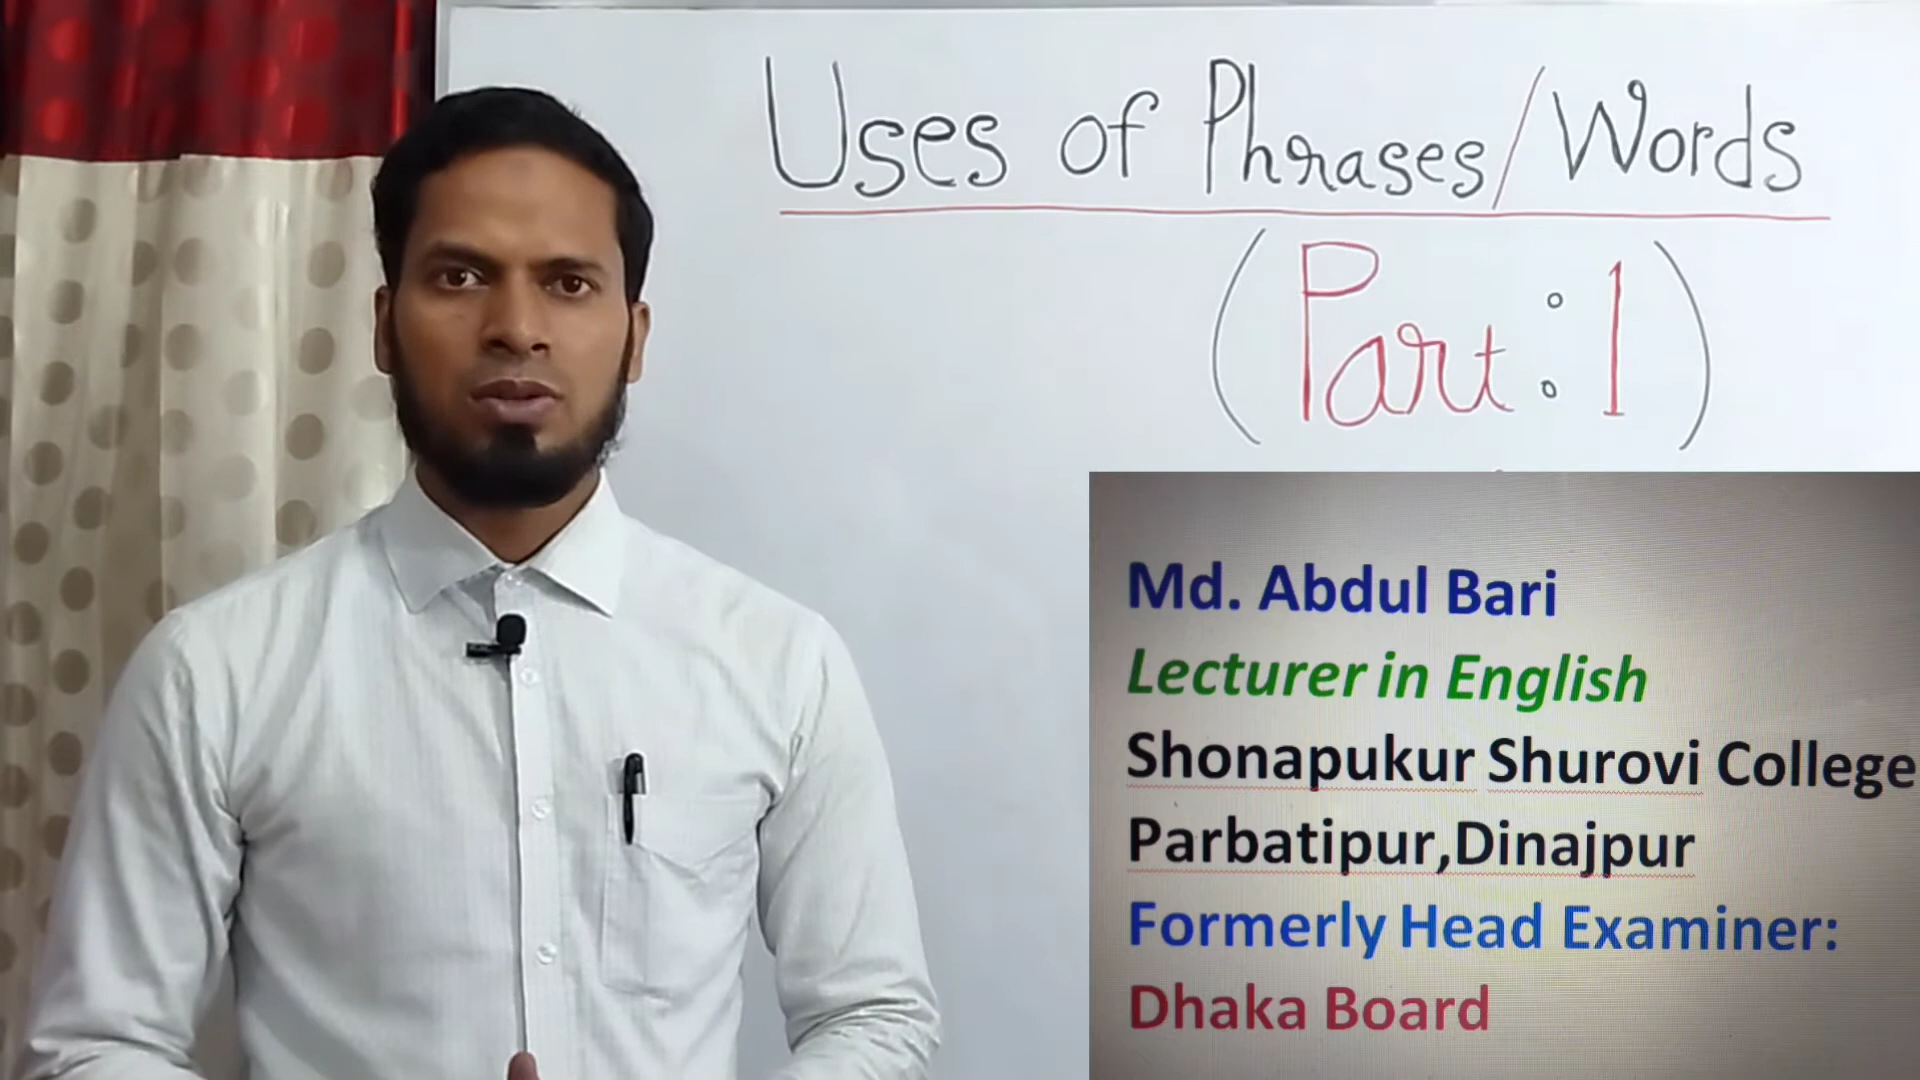 Uses of Phrases/Words
(Part:1)
Md. Abdul Bari
Lecturer in English
Shonapukur Shurovi College
Parbatipur,Dinajpur
Formerly Head Examiner:
Dhaka Board